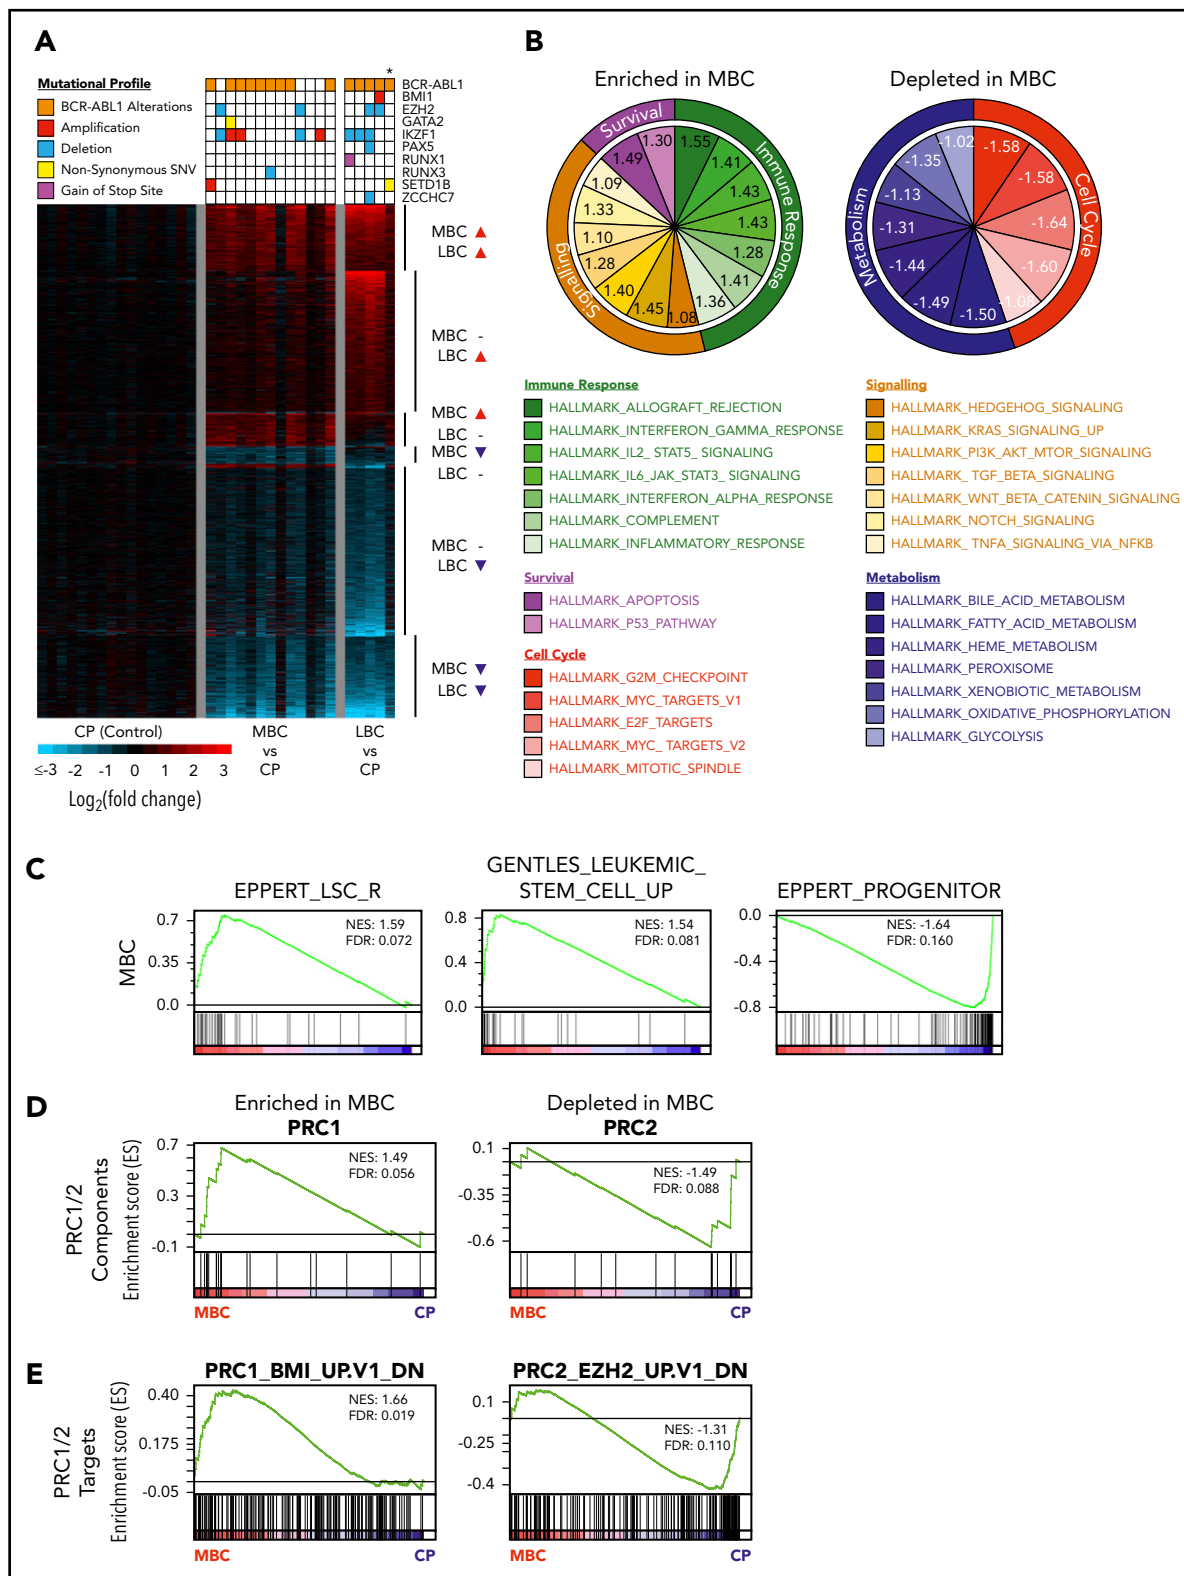 A
Mutational Profile
BCR-ABL1 Alterations
Amplification
Deletion
Non-Synonymous SNV
Gain of Stop Site
*
BCR-ABL1
BMI1
EZH2
GATA2
IKZF1
PAX5
RUNX1
RUNX3
SETD1B
ZCCHC7
MBC ▲
LBC ▲
MBC -
LBC ▲
MBC ▲
LBC -
MBC ▼
LBC -
MBC -
LBC ▼
MBC ▼
LBC ▼
CP (Control)
MBC
vs
CP
LBC
vs
CP
≤-3 -2 -1 0 1 2 3
Log2(fold change)
B
Enriched in MBC
Survival
Immune Response
Signalling
1.55
1.41
1.43
1.43
1.28
1.41
1.36
1.08
1.45
1.40
1.28
1.10
1.33
1.09
1.49
1.30
Depleted in MBC
Cell Cycle
Metabolism
-1.58
-1.58
-1.64
-1.60
-1.08
-1.50
-1.49
-1.44
-1.31
-1.13
-1.35
-1.02
Immune Response
HALLMARK_ALLOGRAFT_REJECTION
HALLMARK_INTERFERON_GAMMA_RESPONSE
HALLMARK_IL2_ STAT5_ SIGNALING
HALLMARK_IL6_JAK_STAT3_ SIGNALING
HALLMARK_INTERFERON_ALPHA_RESPONSE
HALLMARK_COMPLEMENT
HALLMARK_INFLAMMATORY_RESPONSE
Survival
HALLMARK_APOPTOSIS
HALLMARK_P53_PATHWAY
Cell Cycle
HALLMARK_G2M_CHECKPOINT
HALLMARK_MYC_TARGETS_V1
HALLMARK_E2F_TARGETS
HALLMARK_MYC_ TARGETS_V2
HALLMARK_MITOTIC_SPINDLE
Signalling
HALLMARK_HEDGEHOG_SIGNALING
HALLMARK_KRAS_SIGNALING_UP
HALLMARK_PI3K_AKT_MTOR_SIGNALING
HALLMARK_ TGF_BETA_SIGNALING
HALLMARK_WNT_BETA_CATENIN_SIGNALING
HALLMARK_NOTCH_SIGNALING
HALLMARK_ TNFA_SIGNALING_VIA_NFKB
Metabolism
HALLMARK_BILE_ACID_METABOLISM
HALLMARK_FATTY_ACID_METABOLISM
HALLMARK_HEME_METABOLISM
HALLMARK_PEROXISOME
HALLMARK_XENOBIOTIC_METABOLISM
HALLMARK_OXIDATIVE_PHOSPHORYLATION
HALLMARK_GLYCOLYSIS
C
MBC
EPPERT_LSC_R
0.7
0.35
0.0
NES: 1.59
FDR: 0.072
GENTLES_LEUKEMIC_
STEM_CELL_UP
0.8
0.4
0.0
NES: 1.54
FDR: 0.081
EPPERT_PROGENITOR
0.0
-0.4
-0.8
NES: -1.64
FDR: 0.160
D
PRC1/2
Components
Enrichment score (ES)
Enriched in MBC
PRC1
0.7
0.3
-0.1
NES: 1.49
FDR: 0.056
MBC CP
Depleted in MBC
PRC2
0.1
-0.35
-0.6
NES: -1.49
FDR: 0.088
MBC CP
E
PRC1/2
Targets
Enrichment score (ES)
PRC1_BMI_UP.V1_DN
0.40
0.175
-0.05
NES: 1.66
FDR: 0.019
MBC CP
PRC2_EZH2_UP.V1_DN
0.1
-0.25
-0.4
NES: -1.31
FDR: 0.110
MBC CP